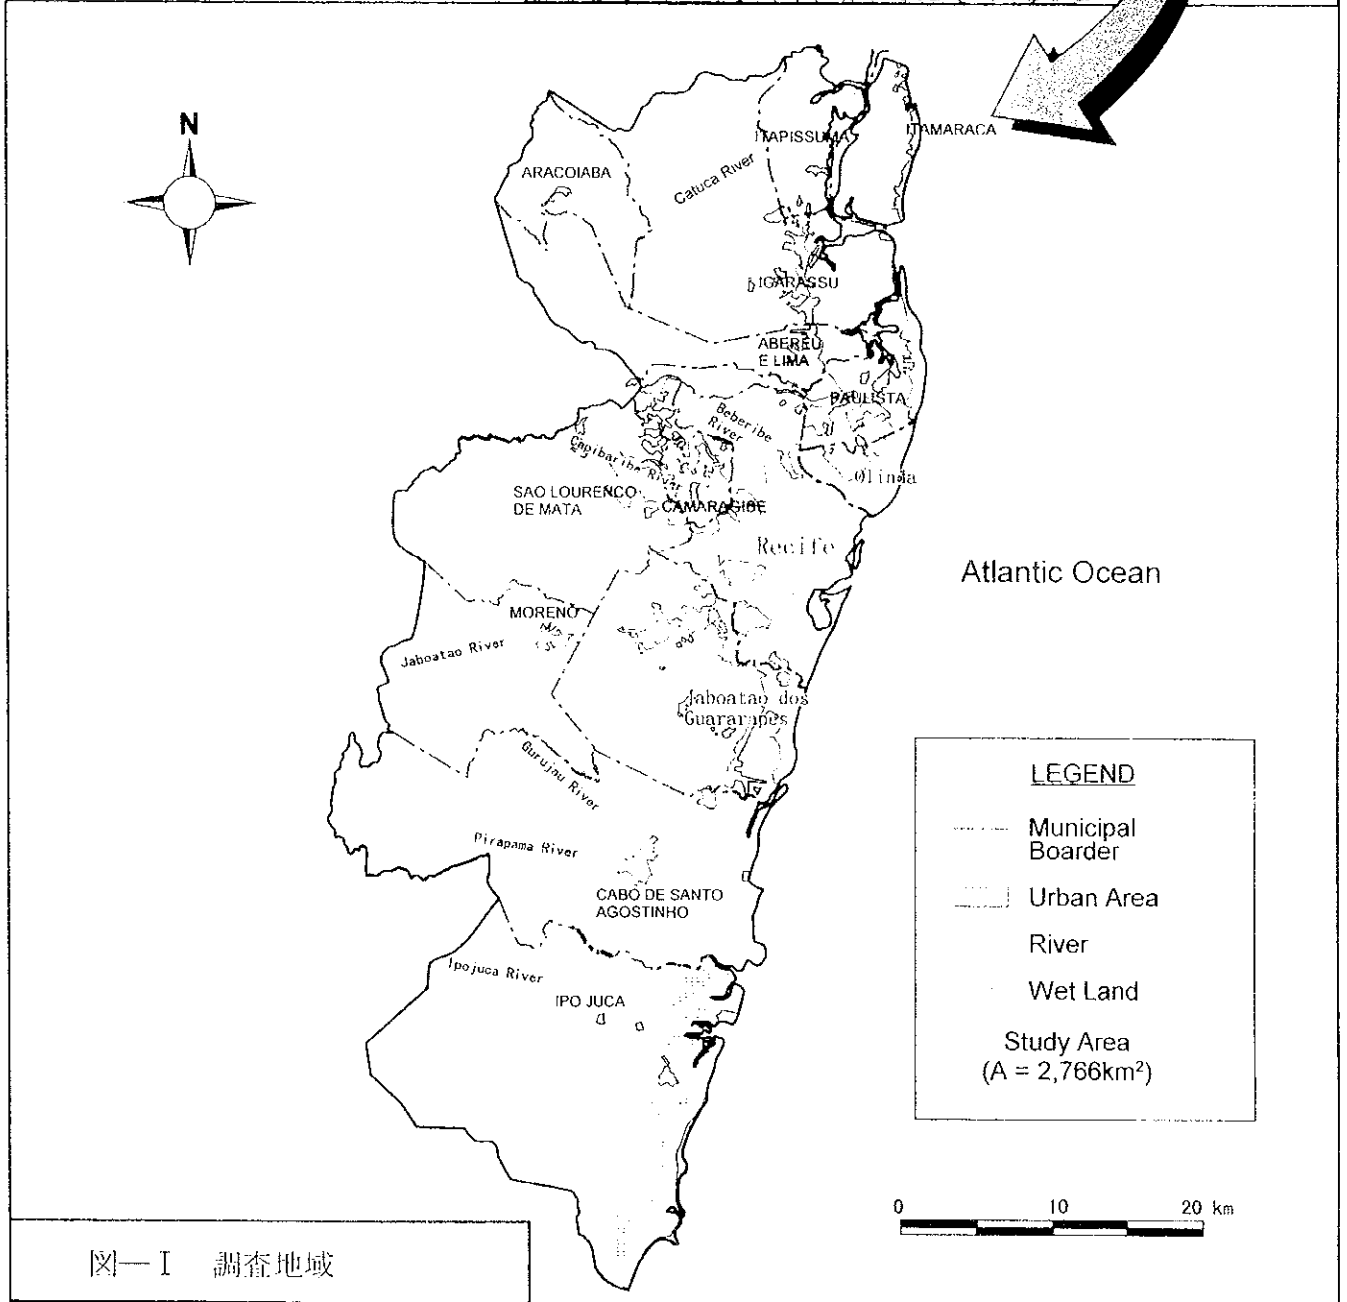 N
ITAPISSUMA
ITAMARACA
ARACOIABA
Catuca River
IGARASSU
ABEREU
E LIMA
PAULISTA
Beberibe
River
Capibaribe River
Olinda
SAO LOURENCO
DE MATA
CAMARAGIBE
Recife
Atlantic Ocean
MORENO
Jaboatao River
Jaboatao dos
Guararapes
Gurujau River
Pirapama River
CABO DE SANTO
AGOSTINHO
Ipojuca River
IPO JUCA
LEGEND
Municipal
Boarder
Urban Area
River
Wet Land
Study Area
(A = 2,766km²)
0 10 20 km
図—I 調査地域